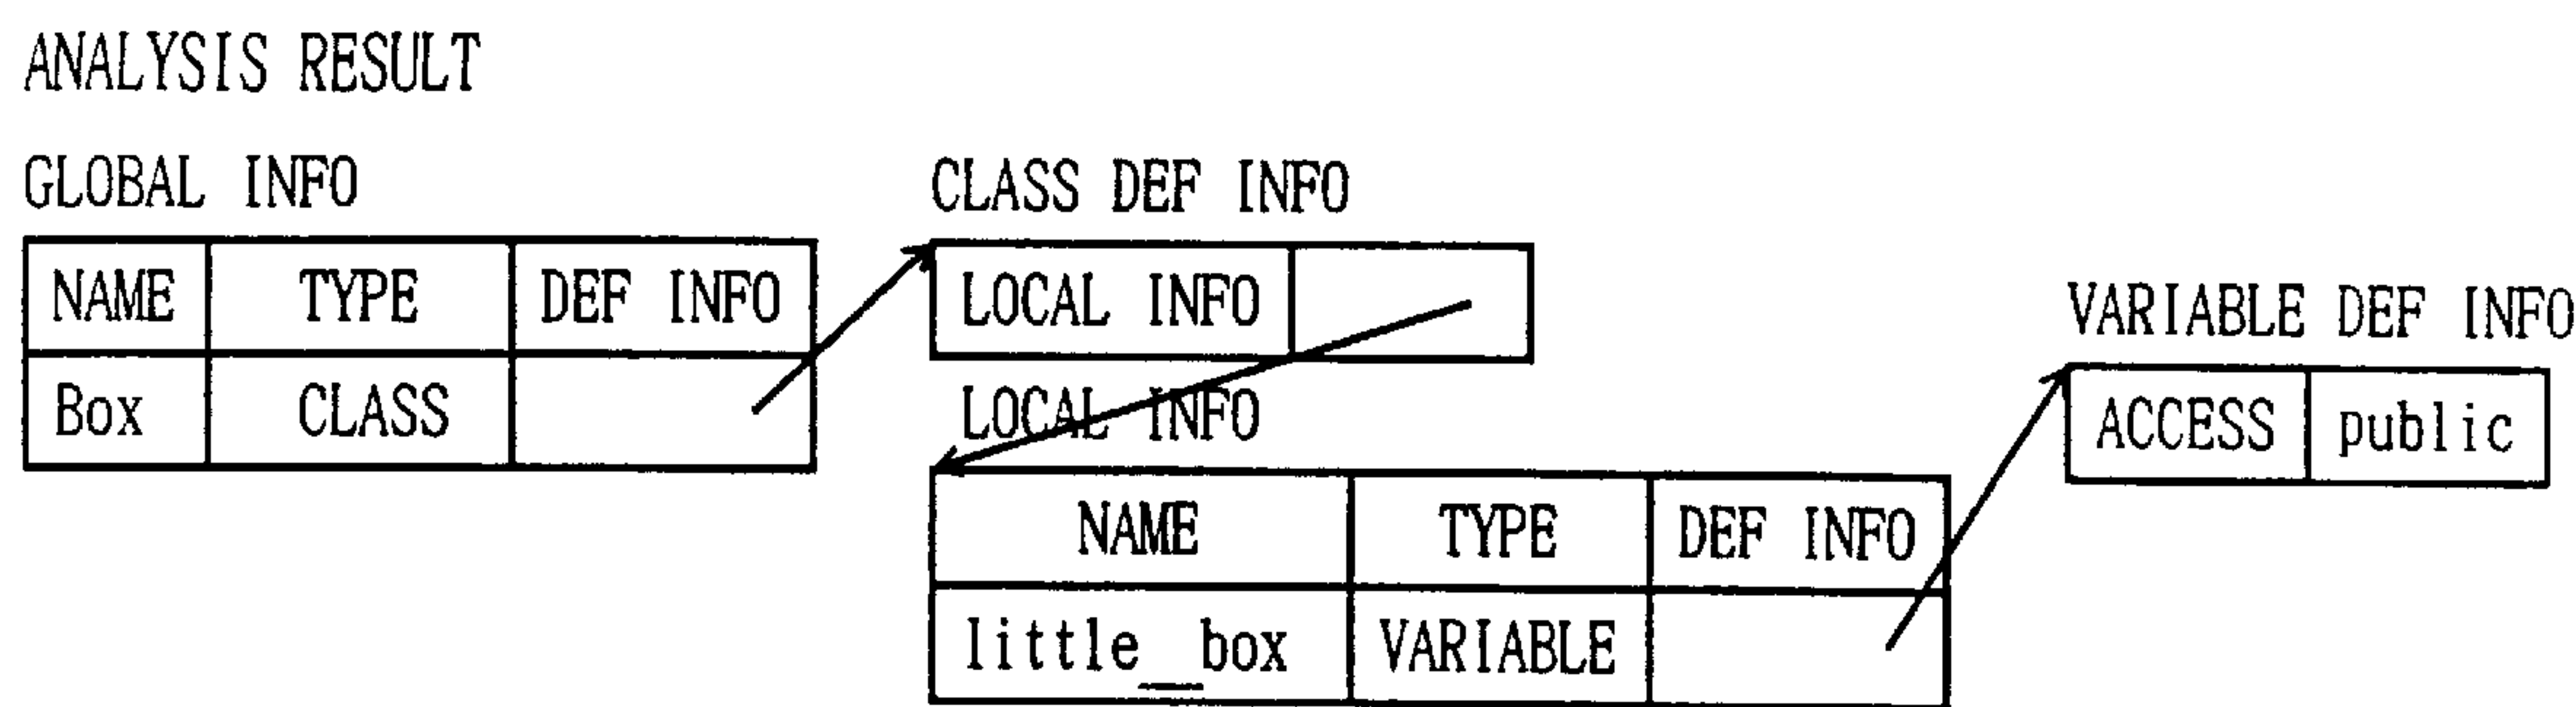 ANALYSIS RESULT
GLOBAL INFO
NAME TYPE DEF INFO
Box CLASS
CLASS DEF INFO
LOCAL INFO
LOCAL INFO
NAME TYPE DEF INFO
little_box VARIABLE
VARIABLE DEF INFO
ACCESS public